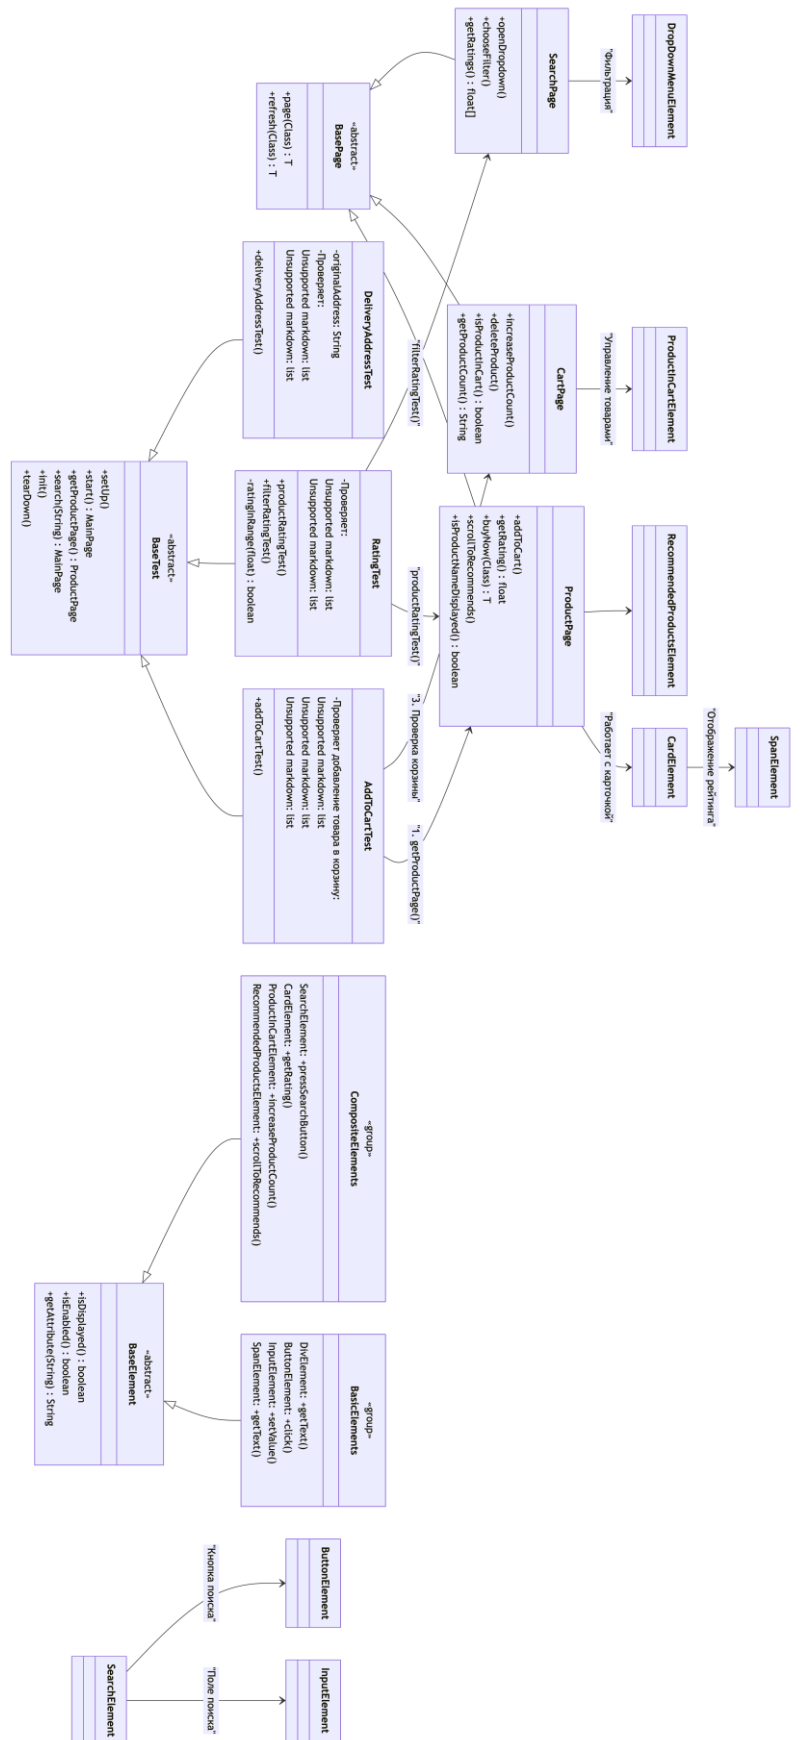 DropDownMenuElement
"Фильтрация"
SearchPage
+openDropdown()
+chooseFilter()
+getRatings() : float[]
«abstract»
BasePage
+page(Class) : T
+refresh(Class) : T
ProductInCartElement
"Управление товарами"
CartPage
+increaseProductCount()
+deleteProduct()
+isProductInCart() : boolean
+getProductCount() : String
"filterRatingTest()"
DeliveryAddressTest
-originalAddress: String
-Проверяет:
Unsupported markdown: list
Unsupported markdown: list
+deliveryAddressTest()
RecommendedProductsElement
ProductPage
+addToCart()
+getRating() : float
+buyNow(Class) : T
+scrollToRecommends()
+isProductNameDisplayed() : boolean
"productRatingTest()"
RatingTest
-Проверяет:
Unsupported markdown: list
Unsupported markdown: list
+productRatingTest()
+filterRatingTest()
-ratingInRange(float) : boolean
«abstract»
BaseTest
+setUp()
+start() : MainPage
+getProductPage() : ProductPage
+search(String) : MainPage
+init()
+tearDown()
SpanElement
"Отображение рейтинга"
CardElement
"Работает с карточкой"
"3. Проверка корзины"
"1. getProductPage()"
AddToCartTest
-Проверяет добавление товара в корзину:
Unsupported markdown: list
Unsupported markdown: list
Unsupported markdown: list
+addToCartTest()
«group»
CompositeElements
SearchElement: +pressSearchButton()
CardElement: +getRating()
ProductInCartElement: +increaseProductCount()
RecommendedProductsElement: +scrollToRecommends()
«group»
BasicElements
DivElement: +getText()
ButtonElement: +click()
InputElement: +setValue()
SpanElement: +getText()
«abstract»
BaseElement
+isDisplayed() : boolean
+isEnabled() : boolean
+getAttribute(String) : String
ButtonElement
"Кнопка поиска"
InputElement
"Поле поиска"
SearchElement